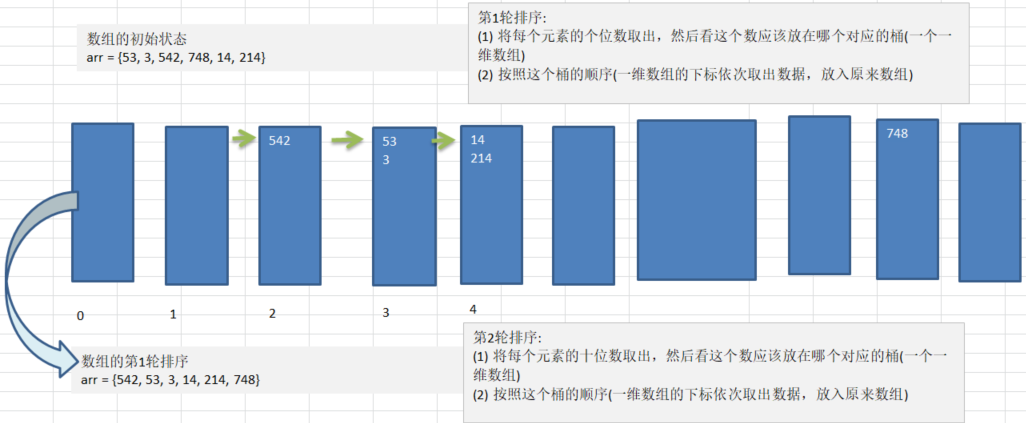 数组的初始状态
arr = {53, 3, 542, 748, 14, 214}
第1轮排序:
(1) 将每个元素的个位数取出，然后看这个数应该放在哪个对应的桶(一个一
维数组)
(2) 按照这个桶的顺序(一维数组的下标依次取出数据，放入原来数组)
542
53
3
14
214
748
0
1
2
3
4
数组的第1轮排序
arr = {542, 53, 3, 14, 214, 748}
第2轮排序:
(1) 将每个元素的十位数取出，然后看这个数应该放在哪个对应的桶(一个一
维数组)
(2) 按照这个桶的顺序(一维数组的下标依次取出数据，放入原来数组)